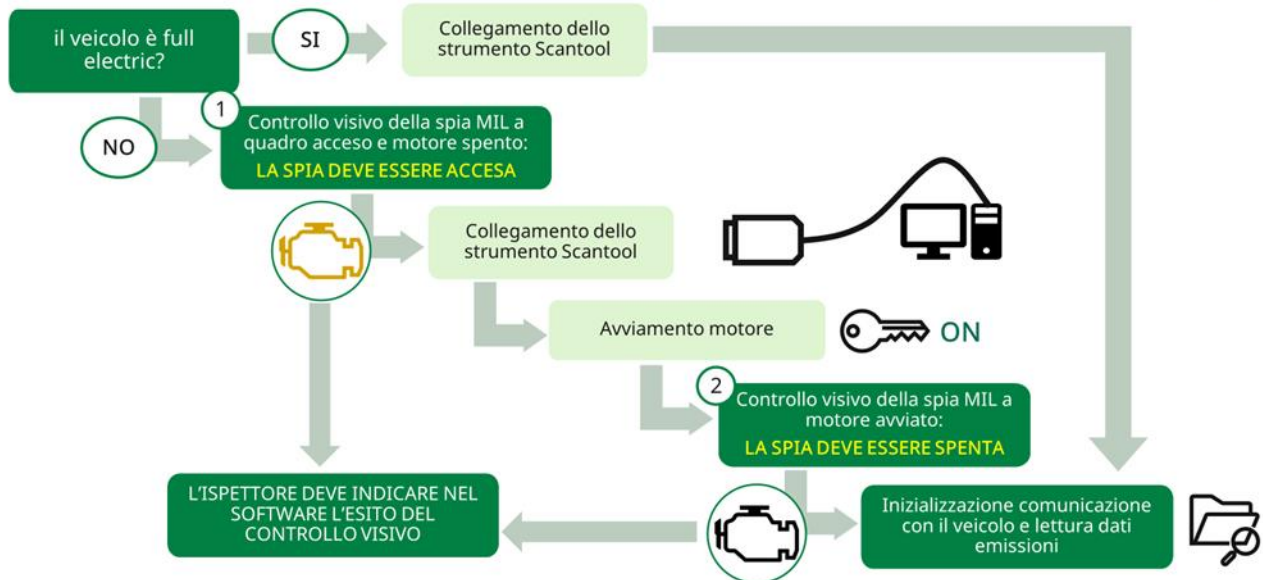 il veicolo è full
electric?
SI
Collegamento dello
strumento Scantool
NO
1
Controllo visivo della spia MIL a
quadro acceso e motore spento:
LA SPIA DEVE ESSERE ACCESA
Collegamento dello
strumento Scantool
Avviamento motore
ON
2
Controllo visivo della spia MIL a
motore avviato:
LA SPIA DEVE ESSERE SPENTA
L'ISPETTORE DEVE INDICARE NEL
SOFTWARE L'ESITO DEL
CONTROLLO VISIVO
Inizializzazione comunicazione
con il veicolo e lettura dati
emissioni